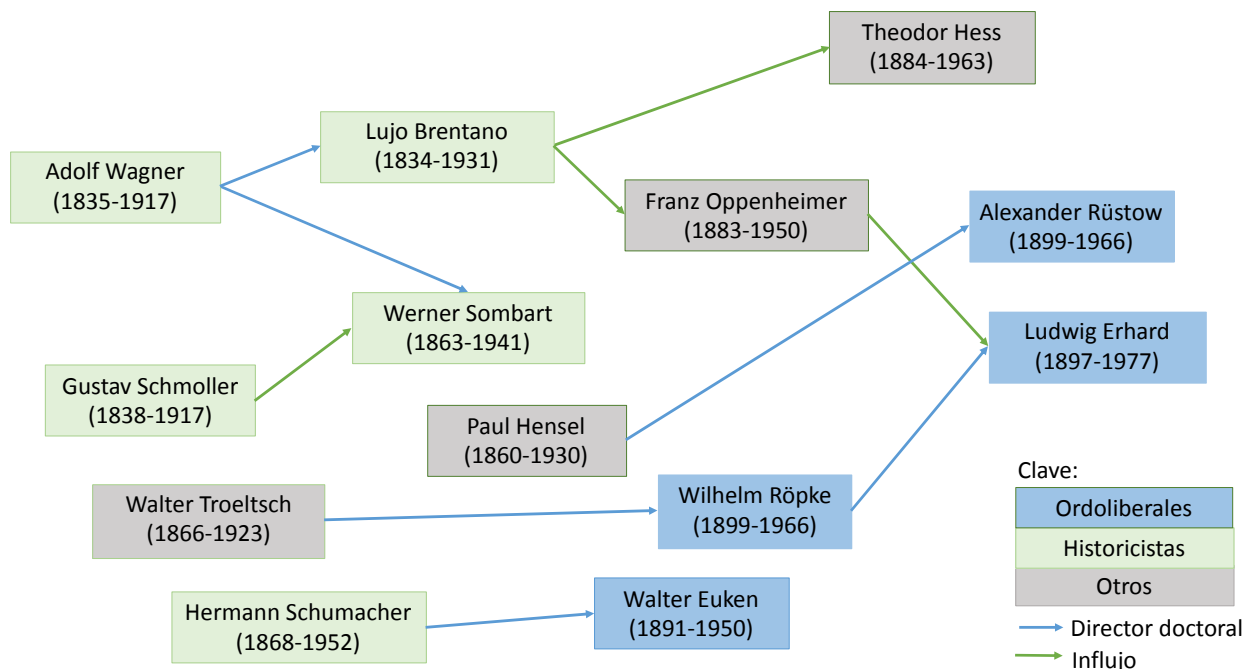 Theodor Hess
(1884-1963)
Lujo Brentano
(1834-1931)
Adolf Wagner
(1835-1917)
Franz Oppenheimer
(1883-1950)
Alexander Rüstow
(1899-1966)
Werner Sombart
(1863-1941)
Ludwig Erhard
(1897-1977)
Gustav Schmoller
(1838-1917)
Paul Hensel
(1860-1930)
Walter Troeltsch
(1866-1923)
Wilhelm Röpke
(1899-1966)
Hermann Schumacher
(1868-1952)
Walter Euken
(1891-1950)
Clave:
Ordoliberales
Historicistas
Otros
Director doctoral
Influjo